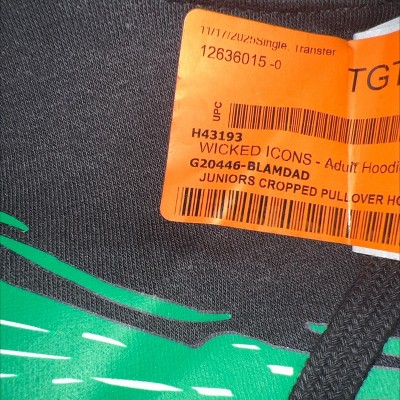 11/17/2025Single, Transfer
12636015 -0
TGT
UPC
H43193
WICKED ICONS - Adult Hoodi
G20446-BLAMDAD
JUNIORS CROPPED PULLOVER HO